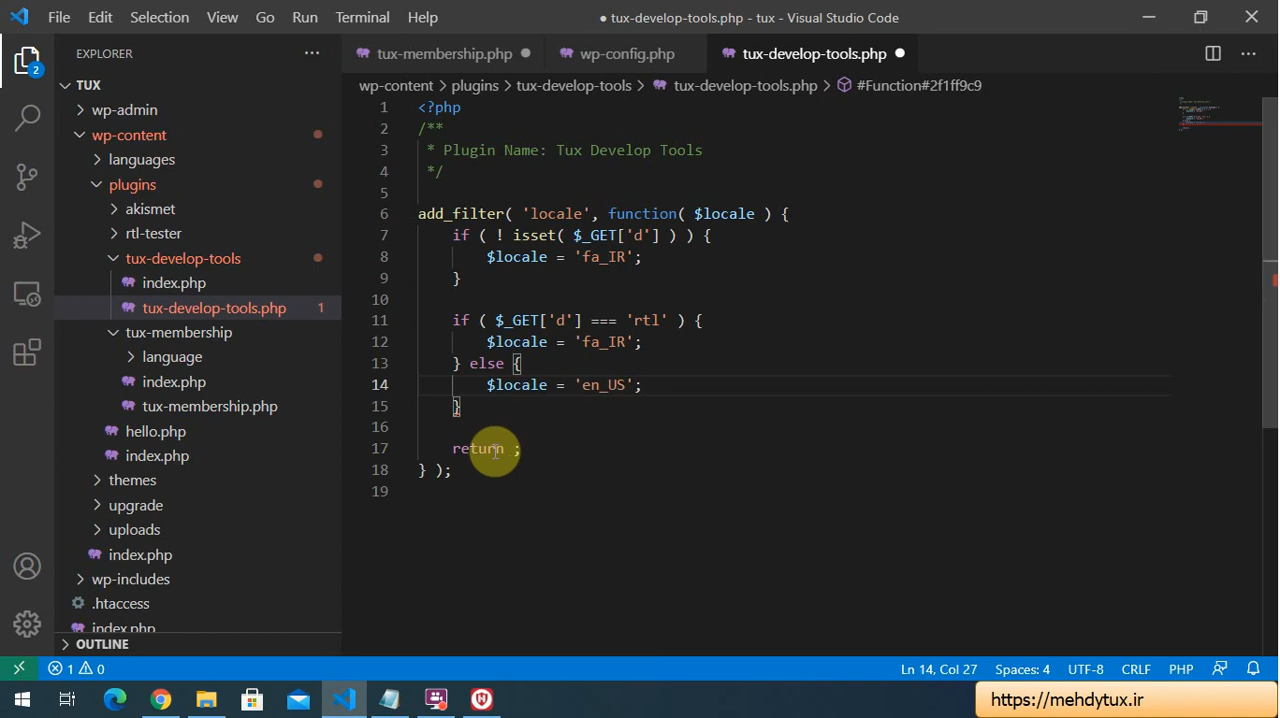 File Edit Selection View Go Run Terminal Help ● tux-develop-tools.php - tux - Visual Studio Code
EXPLORER ···
tux-membership.php ● wp-config.php tux-develop-tools.php ●
wp-content > plugins > tux-develop-tools > tux-develop-tools.php > #Function#2f1ff9c9
2
TUX
wp-admin
wp-content
languages
plugins
akismet
rtl-tester
tux-develop-tools
index.php
tux-develop-tools.php 1
tux-membership
language
index.php
tux-membership.php
hello.php
index.php
themes
upgrade
uploads
index.php
wp-includes
.htaccess
index.php
OUTLINE
1 <?php
2 /**
3  * Plugin Name: Tux Develop Tools
4  */
5
6 add_filter( 'locale', function( $locale ) {
7     if ( ! isset( $_GET['d'] ) ) {
8         $locale = 'fa_IR';
9     }
10
11     if ( $_GET['d'] === 'rtl' ) {
12         $locale = 'fa_IR';
13     } else {
14         $locale = 'en_US';
15     }
16
17     return ;
18 } );
19
1 0 Ln 14, Col 27 Spaces: 4 UTF-8 CRLF PHP
https://mehdytux.ir